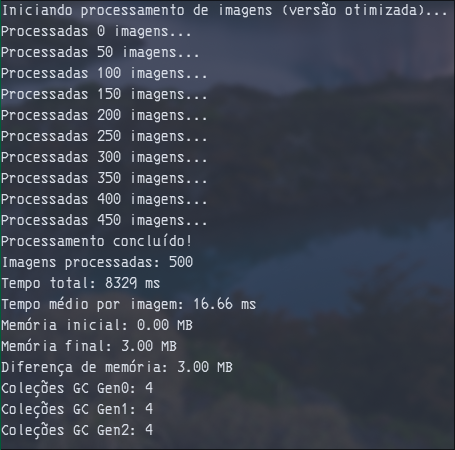 Iniciando processamento de imagens (versão otimizada)...
Processadas 0 imagens...
Processadas 50 imagens...
Processadas 100 imagens...
Processadas 150 imagens...
Processadas 200 imagens...
Processadas 250 imagens...
Processadas 300 imagens...
Processadas 350 imagens...
Processadas 400 imagens...
Processadas 450 imagens...
Processamento concluído!
Imagens processadas: 500
Tempo total: 8329 ms
Tempo médio por imagem: 16.66 ms
Memória inicial: 0.00 MB
Memória final: 3.00 MB
Diferença de memória: 3.00 MB
Coleções GC Gen0: 4
Coleções GC Gen1: 4
Coleções GC Gen2: 4